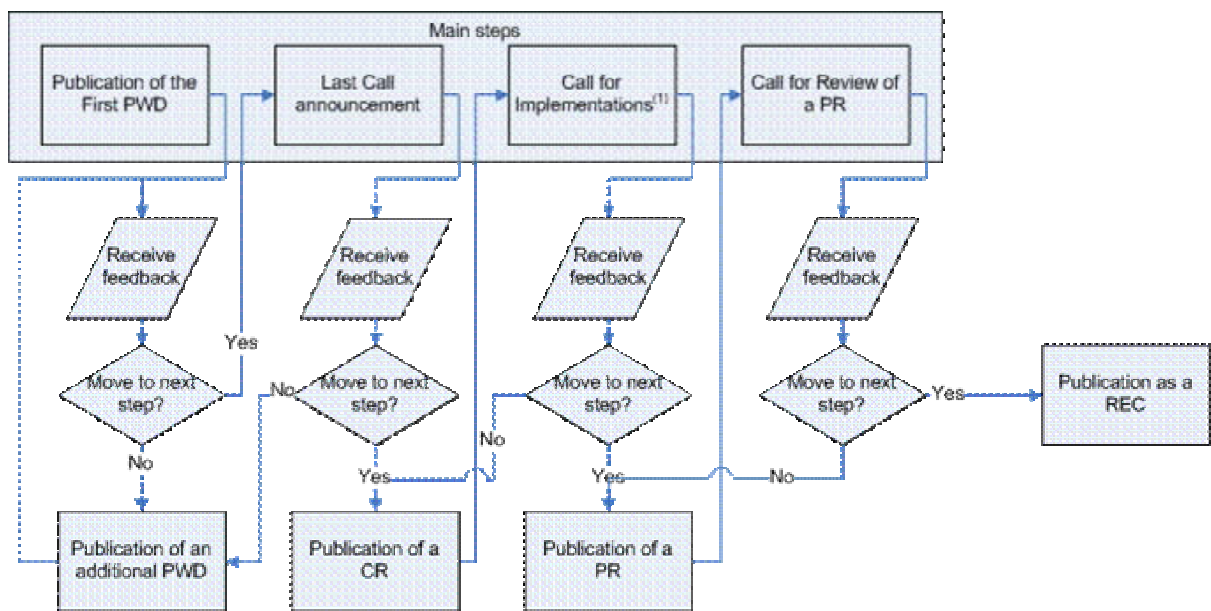 Main steps
Publication of the
First PWD
Last Call
announcement
Call for
Implementations(1)
Call for Review of
a PR
Receive
feedback
Receive
feedback
Receive
feedback
Receive
feedback
Yes
Move to next
step?
No
Move to next
step?
Move to next
step?
Move to next
step?
Yes
Publication as a
REC
No
No
Yes
Yes
No
Publication of an
additional PWD
Publication of a
CR
Publication of a
PR